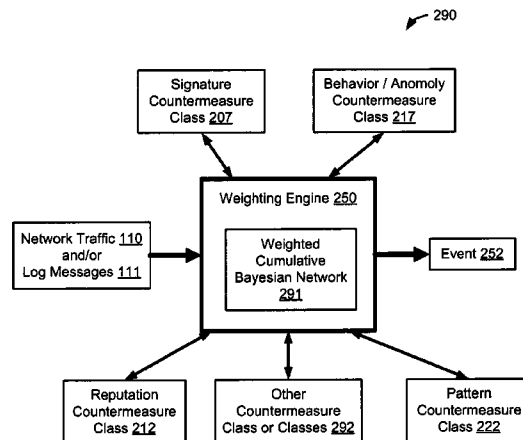 290
Signature
Countermeasure
Class 207
Behavior / Anomoly
Countermeasure
Class 217
Weighting Engine 250
Network Traffic 110
and/or
Log Messages 111
Weighted
Cumulative
Bayesian Network
291
Event 252
Reputation
Countermeasure
Class 212
Other
Countermeasure
Class or Classes 292
Pattern
Countermeasure
Class 222